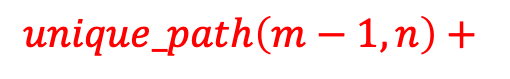 unique_path(m − 1, n) +